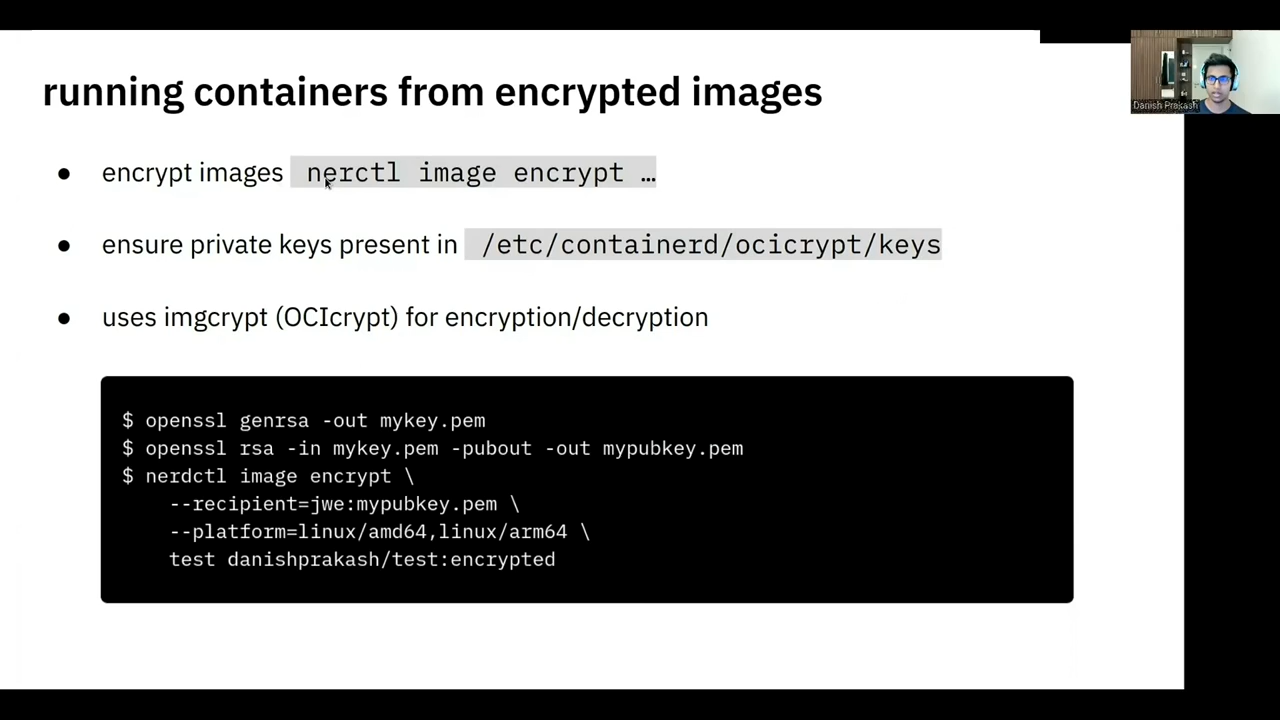 running containers from encrypted images
Danish Prakash
● encrypt images nerctl image encrypt …
● ensure private keys present in /etc/containerd/ocicrypt/keys
● uses imgcrypt (OCIcrypt) for encryption/decryption
$ openssl genrsa -out mykey.pem
$ openssl rsa -in mykey.pem -pubout -out mypubkey.pem
$ nerdctl image encrypt \
--recipient=jwe:mypubkey.pem \
--platform=linux/amd64,linux/arm64 \
test danishprakash/test:encrypted